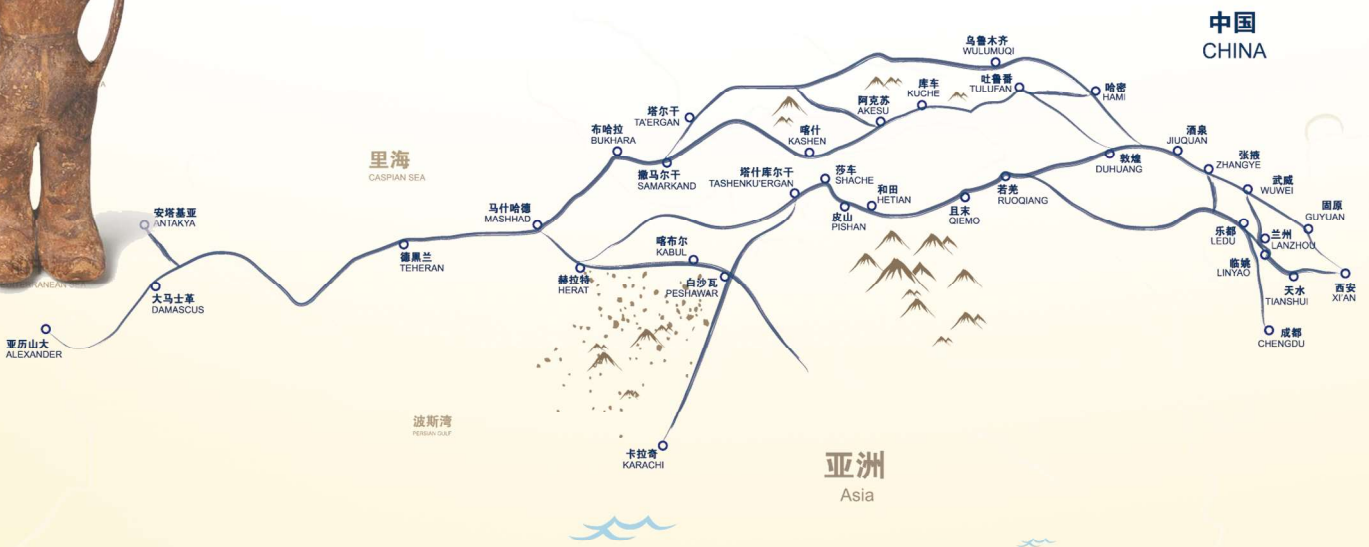 中国
CHINA
乌鲁木齐
WULUMUQI
吐鲁番
TULUFAN
哈密
HAMI
库车
KUCHE
阿克苏
AKESU
塔尔干
TA'ERGAN
布哈拉
BUKHARA
喀什
KASHEN
撒马尔干
SAMARKAND
酒泉
JIUQUAN
敦煌
DUHUANG
张掖
ZHANGYE
武威
WUWEI
固原
GUYUAN
里海
CASPIAN SEA
塔什库尔干
TASHENKU'ERGAN
莎车
SHACHE
和田
HETIAN
皮山
PISHAN
且末
QIEMO
若羌
RUOQIANG
安塔基亚
ANTAKYA
马什哈德
MASHHAD
德黑兰
TEHERAN
喀布尔
KABUL
赫拉特
HERAT
白沙瓦
PESHAWAR
乐都
LEDU
兰州
LANZHOU
临姚
LINYAO
天水
TIANSHUI
西安
XI'AN
大马士革
DAMASCUS
亚历山大
ALEXANDER
成都
CHENGDU
波斯湾
PERSIAN GULF
卡拉奇
KARACHI
亚洲
Asia